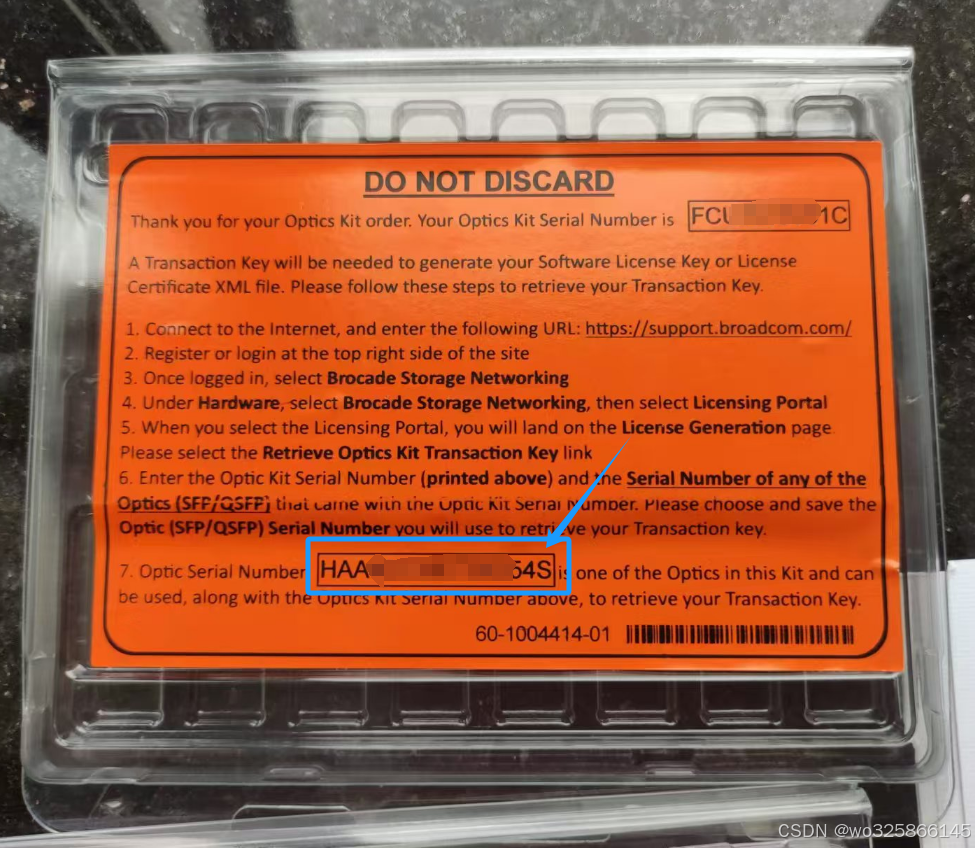 DO NOT DISCARD
Thank you for your Optics Kit order. Your Optics Kit Serial Number is FCU 1C
A Transaction Key will be needed to generate your Software License Key or License
Certificate XML file. Please follow these steps to retrieve your Transaction Key.
1. Connect to the Internet, and enter the following URL: https://support.broadcom.com/
2. Register or login at the top right side of the site
3. Once logged in, select Brocade Storage Networking
4. Under Hardware, select Brocade Storage Networking, then select Licensing Portal
5. When you select the Licensing Portal, you will land on the License Generation page.
Please select the Retrieve Optics Kit Transaction Key link
6. Enter the Optic Kit Serial Number (printed above) and the Serial Number of any of the
Optics (SFP/QSFP) that came with the Optic Kit Serial Number. Please choose and save the
Optic (SFP/QSFP) Serial Number you will use to retrieve your Transaction key.
7. Optic Serial Number HAA 54S is one of the Optics in this Kit and can
be used, along with the Optics Kit Serial Number above, to retrieve your Transaction Key.
60-1004414-01
CSDN @wo325866145